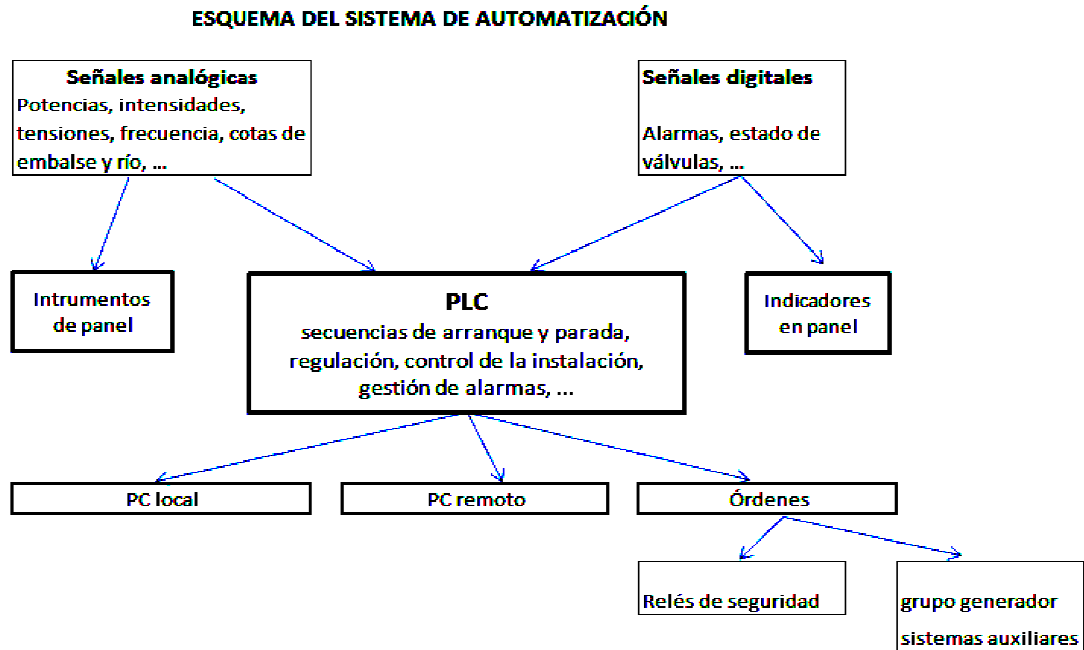 ESQUEMA DEL SISTEMA DE AUTOMATIZACIÓN
Señales analógicas
Potencias, intensidades,
tensiones, frecuencia, cotas de
embalse y río, ...
Señales digitales
Alarmas, estado de
válvulas, ...
Intrumentos
de panel
PLC
secuencias de arranque y parada,
regulación, control de la instalación,
gestión de alarmas, ...
Indicadores
en panel
PC local
PC remoto
Órdenes
Relés de seguridad
grupo generador
sistemas auxiliares